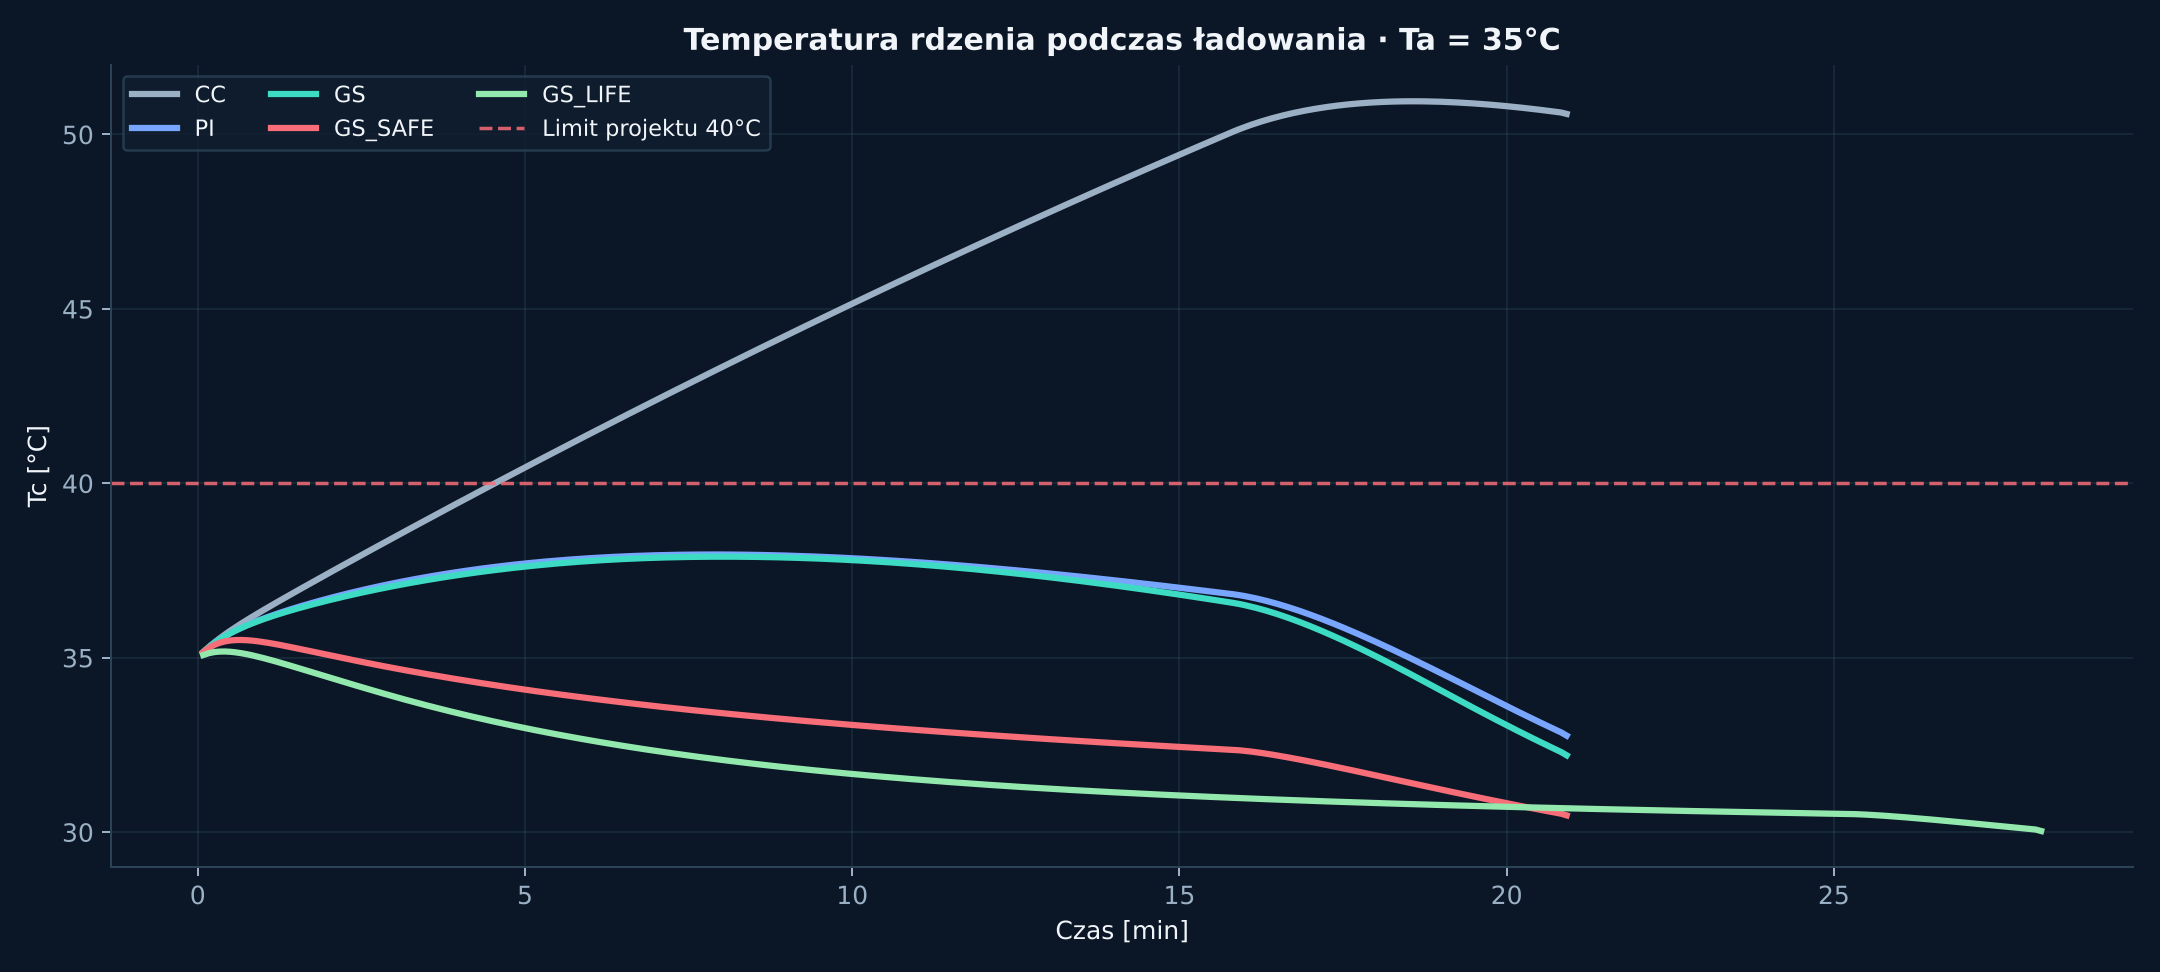 Temperatura rdzenia podczas ładowania · Ta = 35°C
CC GS GS_LIFE
PI GS_SAFE Limit projektu 40°C
50
45
40
35
30
Tc [°C]
0 5 10 15 20 25
Czas [min]